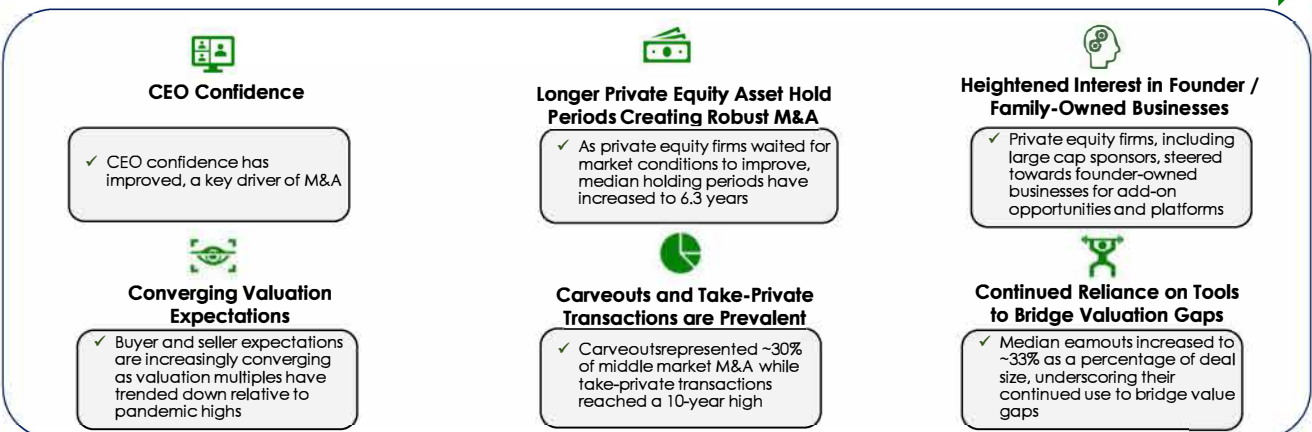 CEO Confidence
✓ CEO confidence has
improved, a key driver of M&A
Longer Private Equity Asset Hold
Periods Creating Robust M&A
✓ As private equity firms waited for
market conditions to improve,
median holding periods have
increased to 6.3 years
Heightened Interest in Founder /
Family-Owned Businesses
✓ Private equity firms, including
large cap sponsors, steered
towards founder-owned
businesses for add-on
opportunities and platforms
Converging Valuation
Expectations
✓ Buyer and seller expectations
are increasingly converging
as valuation multiples have
trended down relative to
pandemic highs
Carveouts and Take-Private
Transactions are Prevalent
✓ Carveoutsrepresented ~30%
of middle market M&A while
take-private transactions
reached a 10-year high
Continued Reliance on Tools
to Bridge Valuation Gaps
✓ Median earnouts increased to
~33% as a percentage of deal
size, underscoring their
continued use to bridge value
gaps